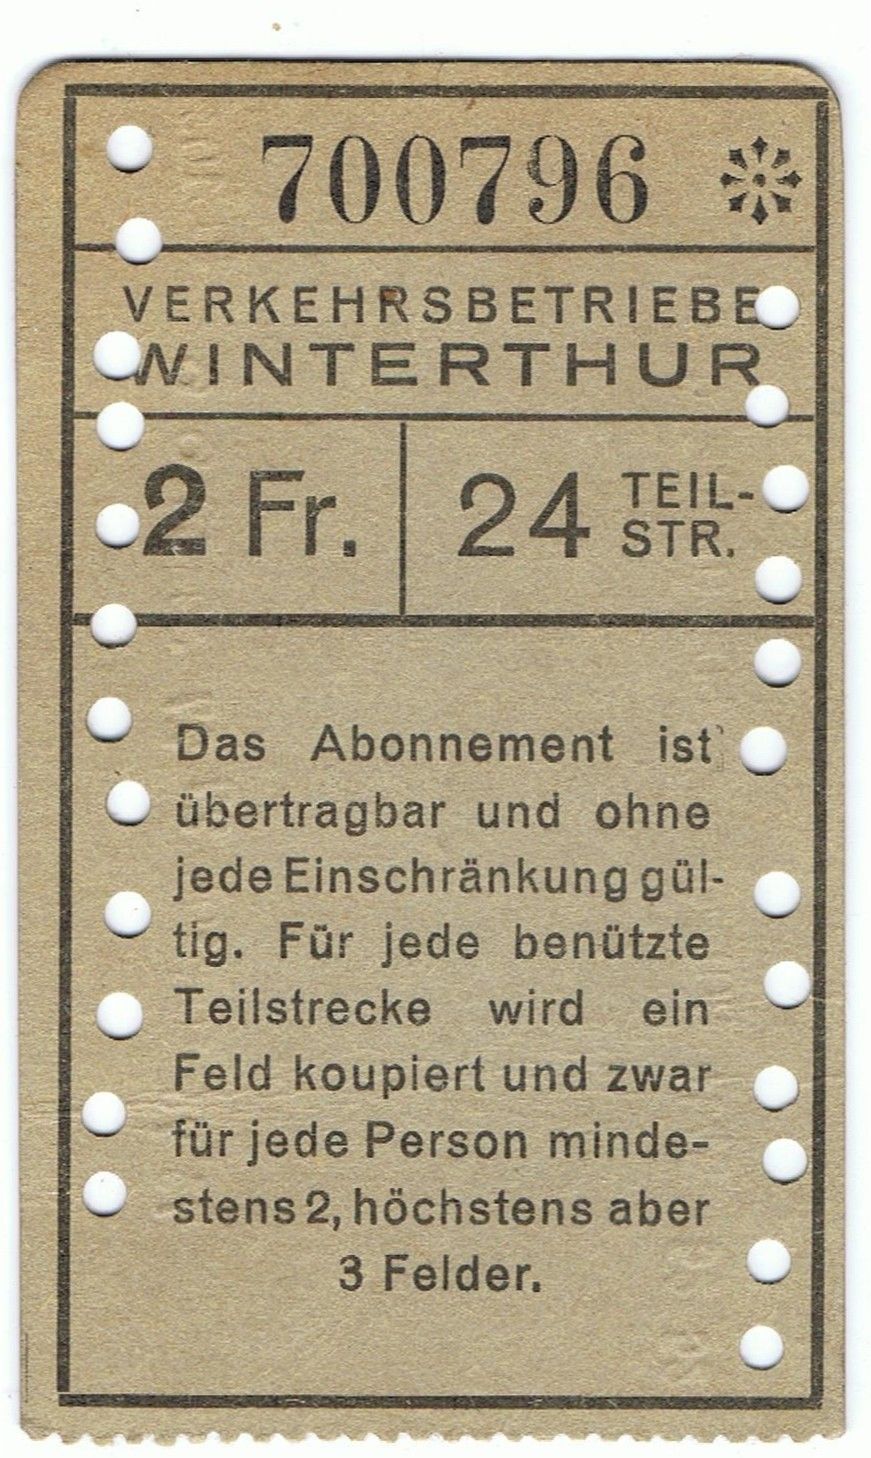 700796
VERKEHRSBETRIEBE
WINTERTHUR
2 Fr.
24 TEIL-
STR.
Das Abonnement ist
übertragbar und ohne
jede Einschränkung gül-
tig. Für jede benützte
Teilstrecke wird ein
Feld koupiert und zwar
für jede Person minde-
stens 2, höchstens aber
3 Felder.